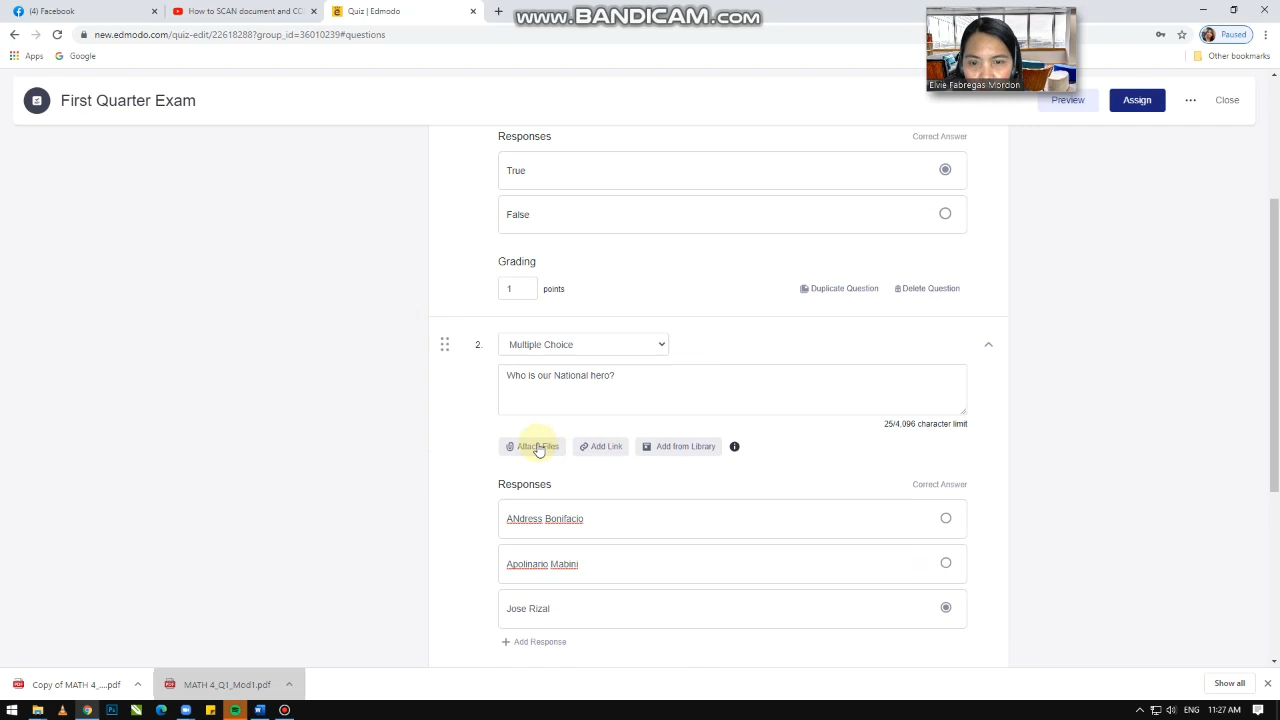 (4) Facebook
How to SCAN document and CC
Quiz | Edmodo
www.BANDICAM.com
new.edmodo.com/quiz-edit/2261828?group_id=36010239#questions
Paused
Apps
Google
Other bookmarks
Elvie Fabregas Mordon
First Quarter Exam
Preview
Assign
Close
Responses
Correct Answer
True
False
Grading
1
points
Duplicate Question
Delete Question
2.
Multiple Choice
Who is our National hero?
25/4,096 character limit
Attach Files
Add Link
Add from Library
Responses
Correct Answer
ANdress Bonifacio
Apolinario Mabini
Jose Rizal
+ Add Response
Copy of MATH 4_....pdf
MATH 4_Q1_Mod1.pdf
Show all
ENG
11:27 AM